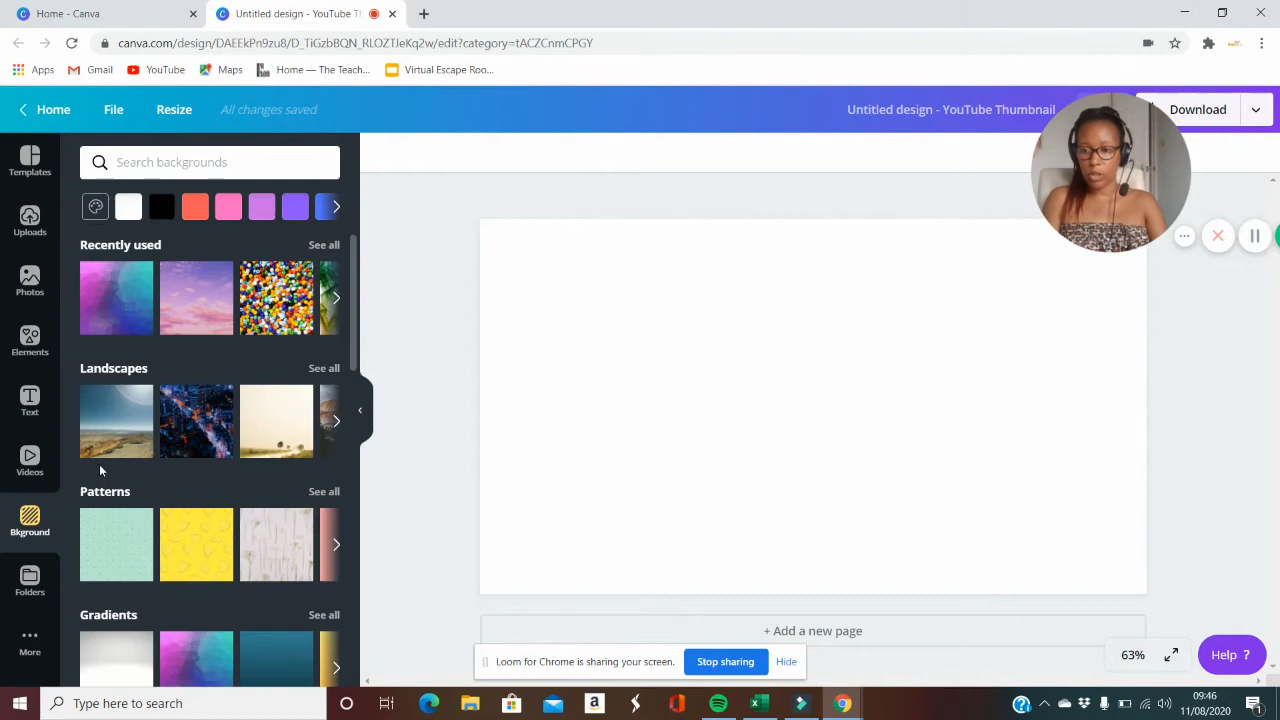 Home - Canva
Untitled design - YouTube Th
canva.com/design/DAEEkPn9zu8/D_TiGzbBQN_RLOZTJeKq2w/edit?category=tACZCnmCPGY
Apps
Gmail
YouTube
Maps
Home — The Teach...
Virtual Escape Roo...
Home
File
Resize
All changes saved
Untitled design - YouTube Thumbnail
Download
Templates
Uploads
Photos
Elements
Text
Videos
Bkground
Folders
More
Search backgrounds
Recently used
See all
Landscapes
See all
Patterns
See all
Gradients
See all
+ Add a new page
Loom for Chrome is sharing your screen.
Stop sharing
Hide
63%
Help ?
Type here to search
09:46
11/08/2020